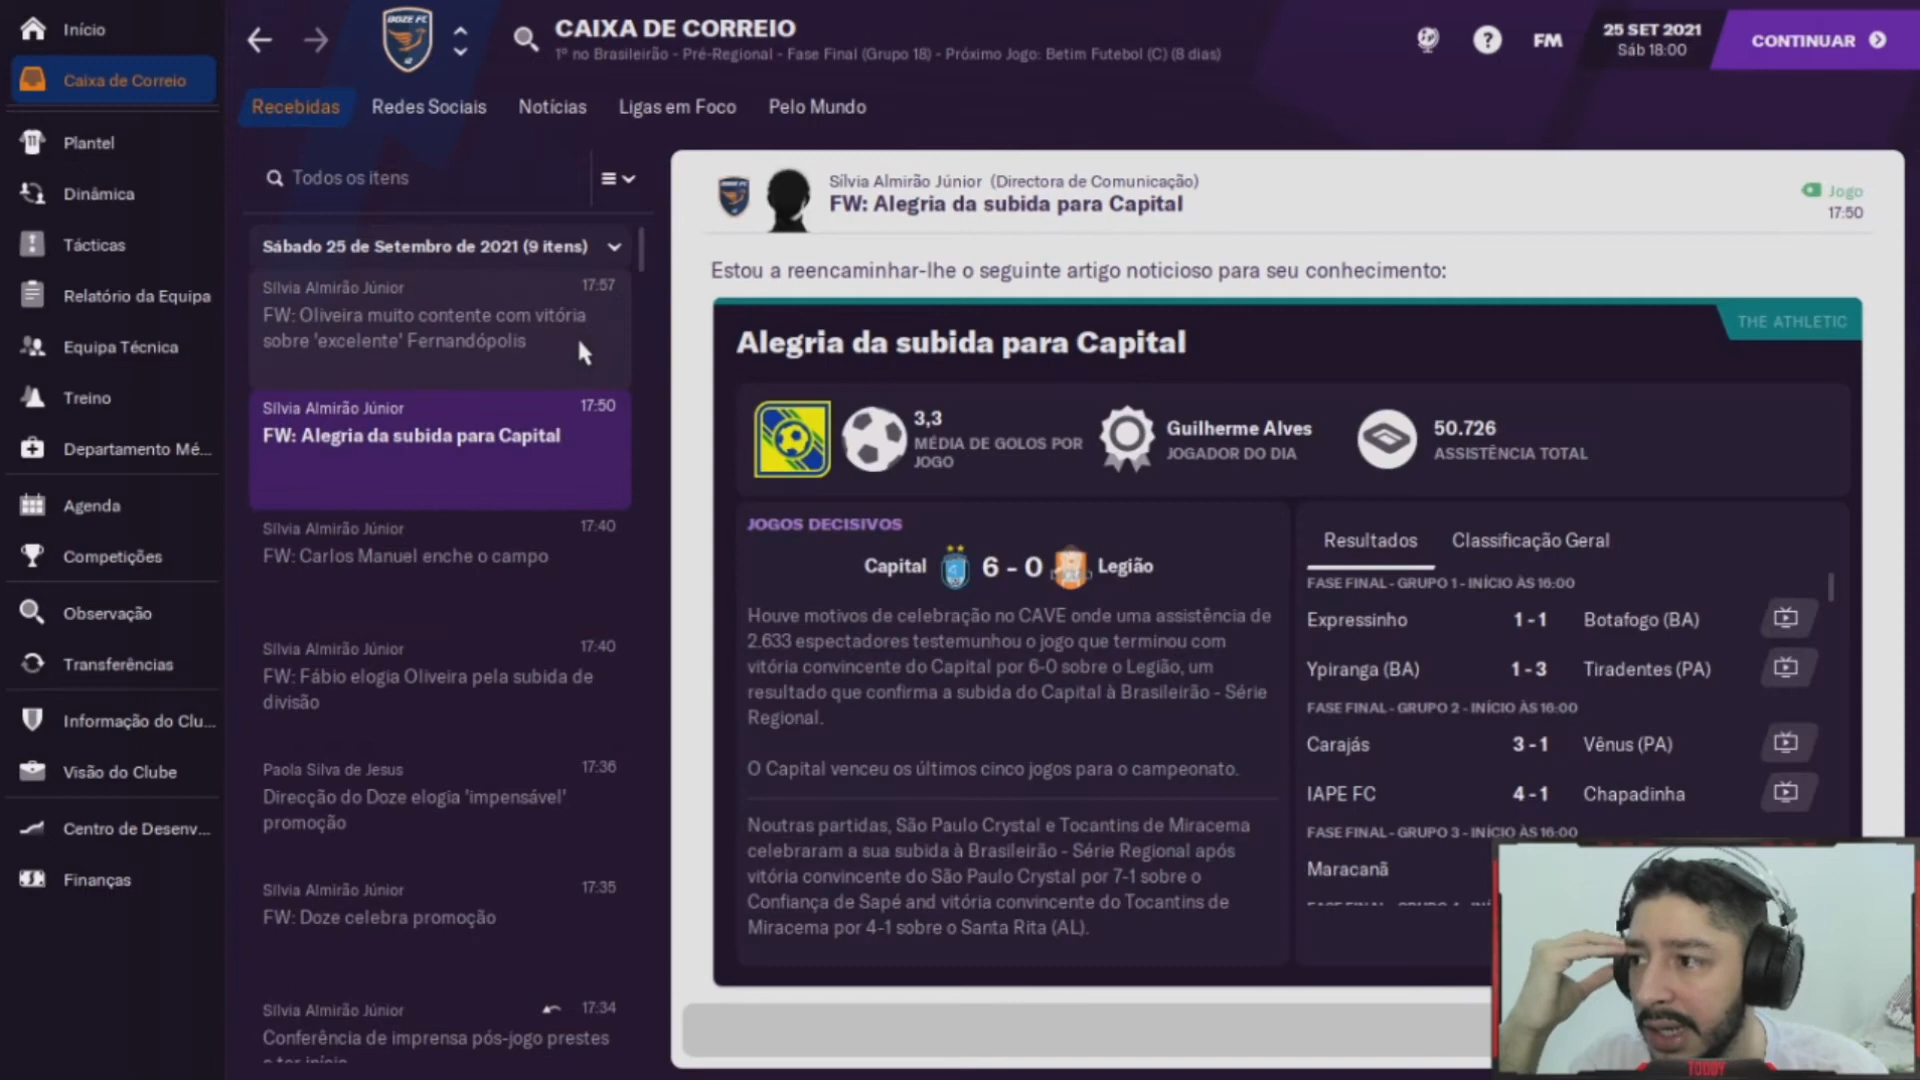 Início
Caixa de Correio
Plantel
Dinâmica
Tácticas
Relatório da Equipa
Equipa Técnica
Treino
Departamento Mé...
Agenda
Competições
Observação
Transferências
Informação do Clu...
Visão do Clube
Centro de Desenv...
Finanças
DOZE FC
CAIXA DE CORREIO
1º no Brasileirão - Pré-Regional - Fase Final (Grupo 18) - Próximo Jogo: Betim Futebol (C) (8 dias)
?
FM
25 SET 2021
Sáb 18:00
CONTINUAR
Recebidas
Redes Sociais
Notícias
Ligas em Foco
Pelo Mundo
Todos os itens
Sábado 25 de Setembro de 2021 (9 itens)
Sílvia Almirão Júnior 17:57
FW: Oliveira muito contente com vitória
sobre 'excelente' Fernandópolis
Sílvia Almirão Júnior 17:50
FW: Alegria da subida para Capital
Sílvia Almirão Júnior 17:40
FW: Carlos Manuel enche o campo
Sílvia Almirão Júnior 17:40
FW: Fábio elogia Oliveira pela subida de
divisão
Paola Silva de Jesus 17:36
Direcção do Doze elogia 'impensável'
promoção
Sílvia Almirão Júnior 17:35
FW: Doze celebra promoção
Sílvia Almirão Júnior 17:34
Conferência de imprensa pós-jogo prestes
a ter início
Sílvia Almirão Júnior (Directora de Comunicação)
FW: Alegria da subida para Capital
Jogo
17:50
Estou a reencaminhar-lhe o seguinte artigo noticioso para seu conhecimento:
THE ATHLETIC
Alegria da subida para Capital
3,3
MÉDIA DE GOLOS POR
JOGO
Guilherme Alves
JOGADOR DO DIA
50.726
ASSISTÊNCIA TOTAL
JOGOS DECISIVOS
Capital 6 - 0 Legião
Houve motivos de celebração no CAVE onde uma assistência de
2.633 espectadores testemunhou o jogo que terminou com
vitória convincente do Capital por 6-0 sobre o Legião, um
resultado que confirma a subida do Capital à Brasileirão - Série
Regional.
O Capital venceu os últimos cinco jogos para o campeonato.
Noutras partidas, São Paulo Crystal e Tocantins de Miracema
celebraram a sua subida à Brasileirão - Série Regional após
vitória convincente do São Paulo Crystal por 7-1 sobre o
Confiança de Sapé and vitória convincente do Tocantins de
Miracema por 4-1 sobre o Santa Rita (AL).
Resultados
Classificação Geral
FASE FINAL - GRUPO 1 - INÍCIO ÀS 16:00
Expressinho 1 - 1 Botafogo (BA)
Ypiranga (BA) 1 - 3 Tiradentes (PA)
FASE FINAL - GRUPO 2 - INÍCIO ÀS 16:00
Carajás 3 - 1 Vênus (PA)
IAPE FC 4 - 1 Chapadinha
FASE FINAL - GRUPO 3 - INÍCIO ÀS 16:00
Maracanã
TODDY